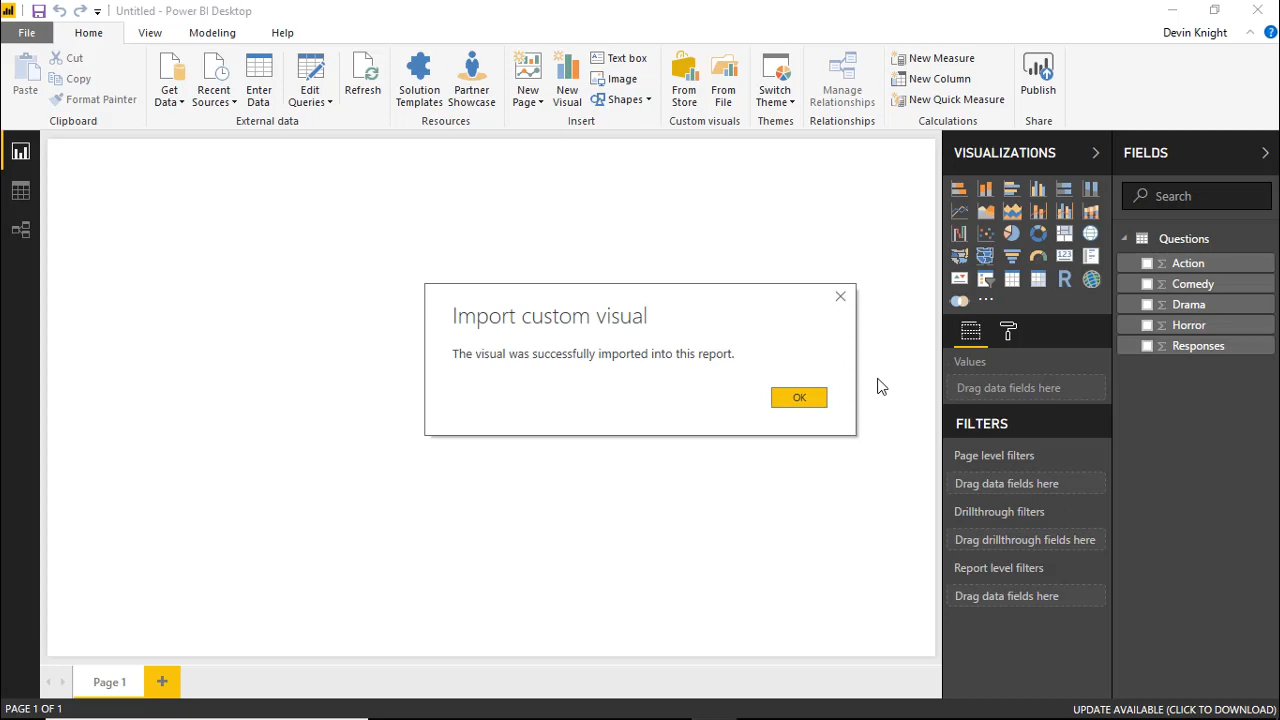 Untitled - Power BI Desktop
File Home View Modeling Help Devin Knight
Paste
Cut
Copy
Format Painter
Clipboard
Get Data
Recent Sources
Enter Data
Edit Queries
Refresh
External data
Solution Templates
Partner Showcase
Resources
New Page
New Visual
Text box
Image
Shapes
Insert
From Store
From File
Custom visuals
Switch Theme
Themes
Manage Relationships
Relationships
New Measure
New Column
New Quick Measure
Calculations
Publish
Share
Import custom visual
The visual was successfully imported into this report.
OK
VISUALIZATIONS
123
R
Values
Drag data fields here
FILTERS
Page level filters
Drag data fields here
Drillthrough filters
Drag drillthrough fields here
Report level filters
Drag data fields here
FIELDS
Search
Questions
Action
Comedy
Drama
Horror
Responses
Page 1
PAGE 1 OF 1
UPDATE AVAILABLE (CLICK TO DOWNLOAD)